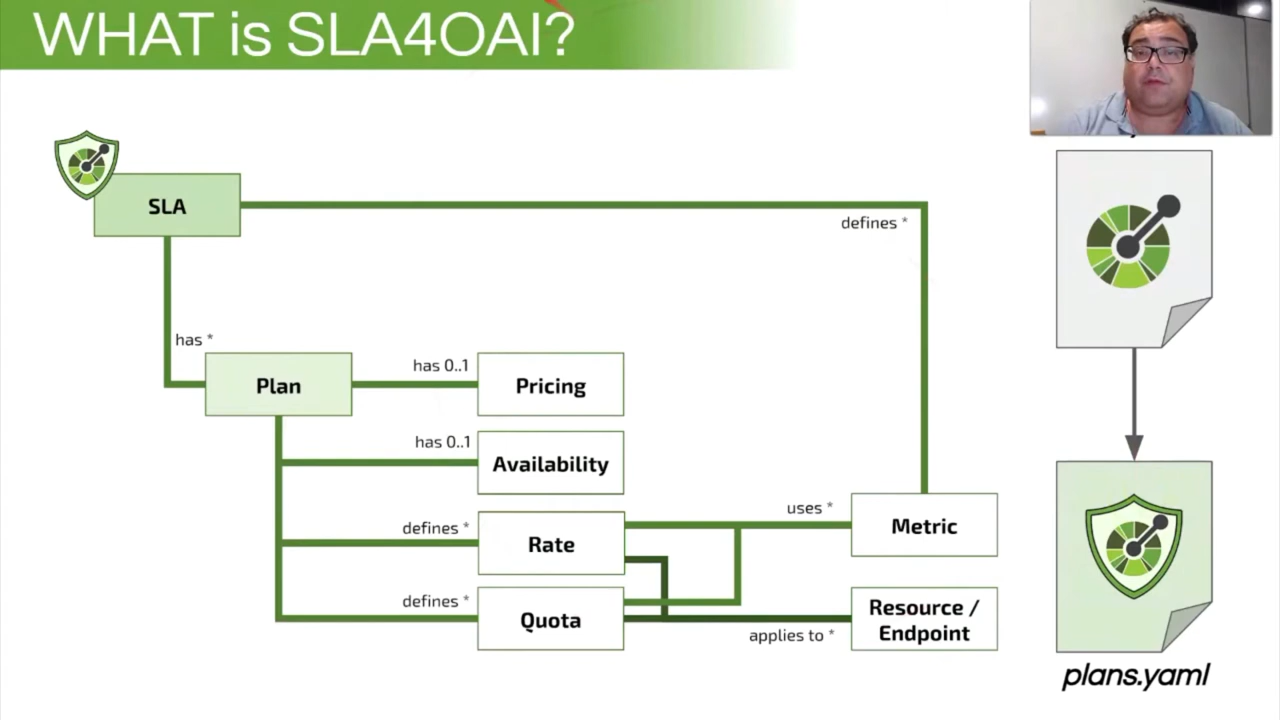 WHAT is SLA4OAI?
SLA
defines *
has *
Plan
has 0..1
Pricing
has 0..1
Availability
defines *
Rate
uses *
Metric
defines *
Quota
applies to *
Resource /
Endpoint
plans.yaml